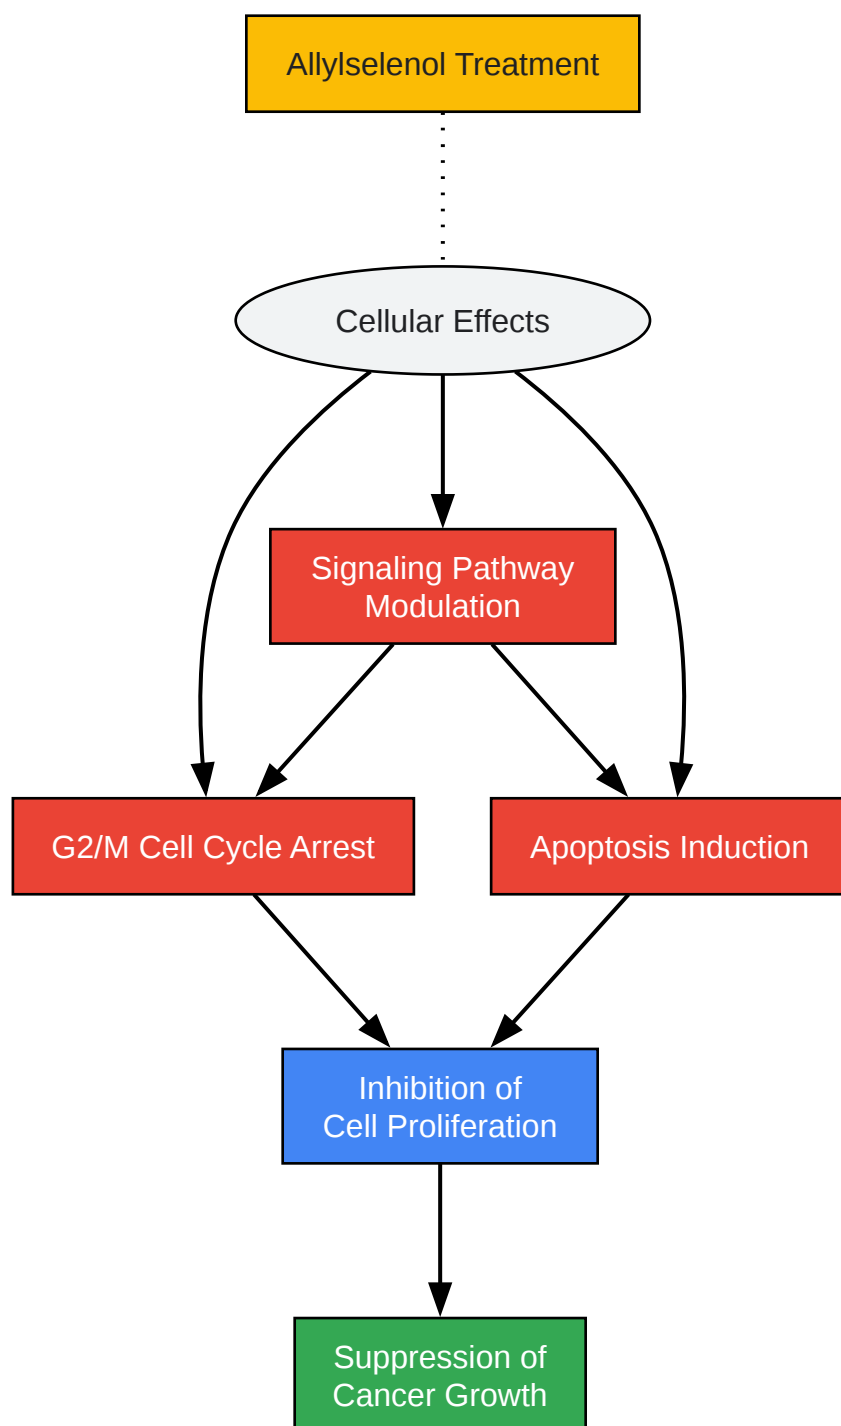 Allylselenol Treatment
Cellular Effects
Signaling Pathway
Modulation
G2/M Cell Cycle Arrest
Apoptosis Induction
Inhibition of
Cell Proliferation
Suppression of
Cancer Growth